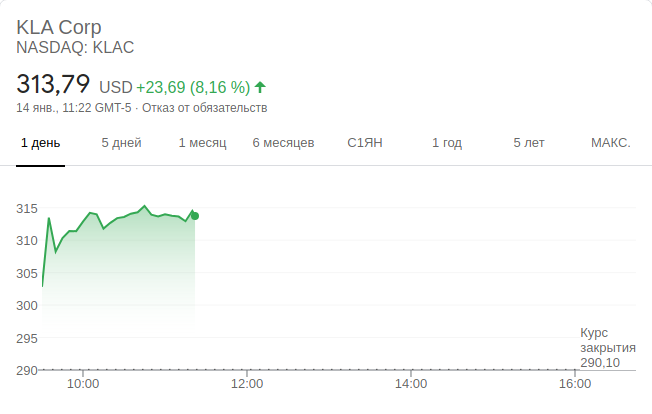 KLA Corp
NASDAQ: KLAC
313,79 USD +23,69 (8,16 %)
14 янв., 11:22 GMT-5 · Отказ от обязательств
1 день 5 дней 1 месяц 6 месяцев С1ЯН 1 год 5 лет МАКС.
315
310
305
300
295
290
Курс
закрытия
290,10
10:00 12:00 14:00 16:00